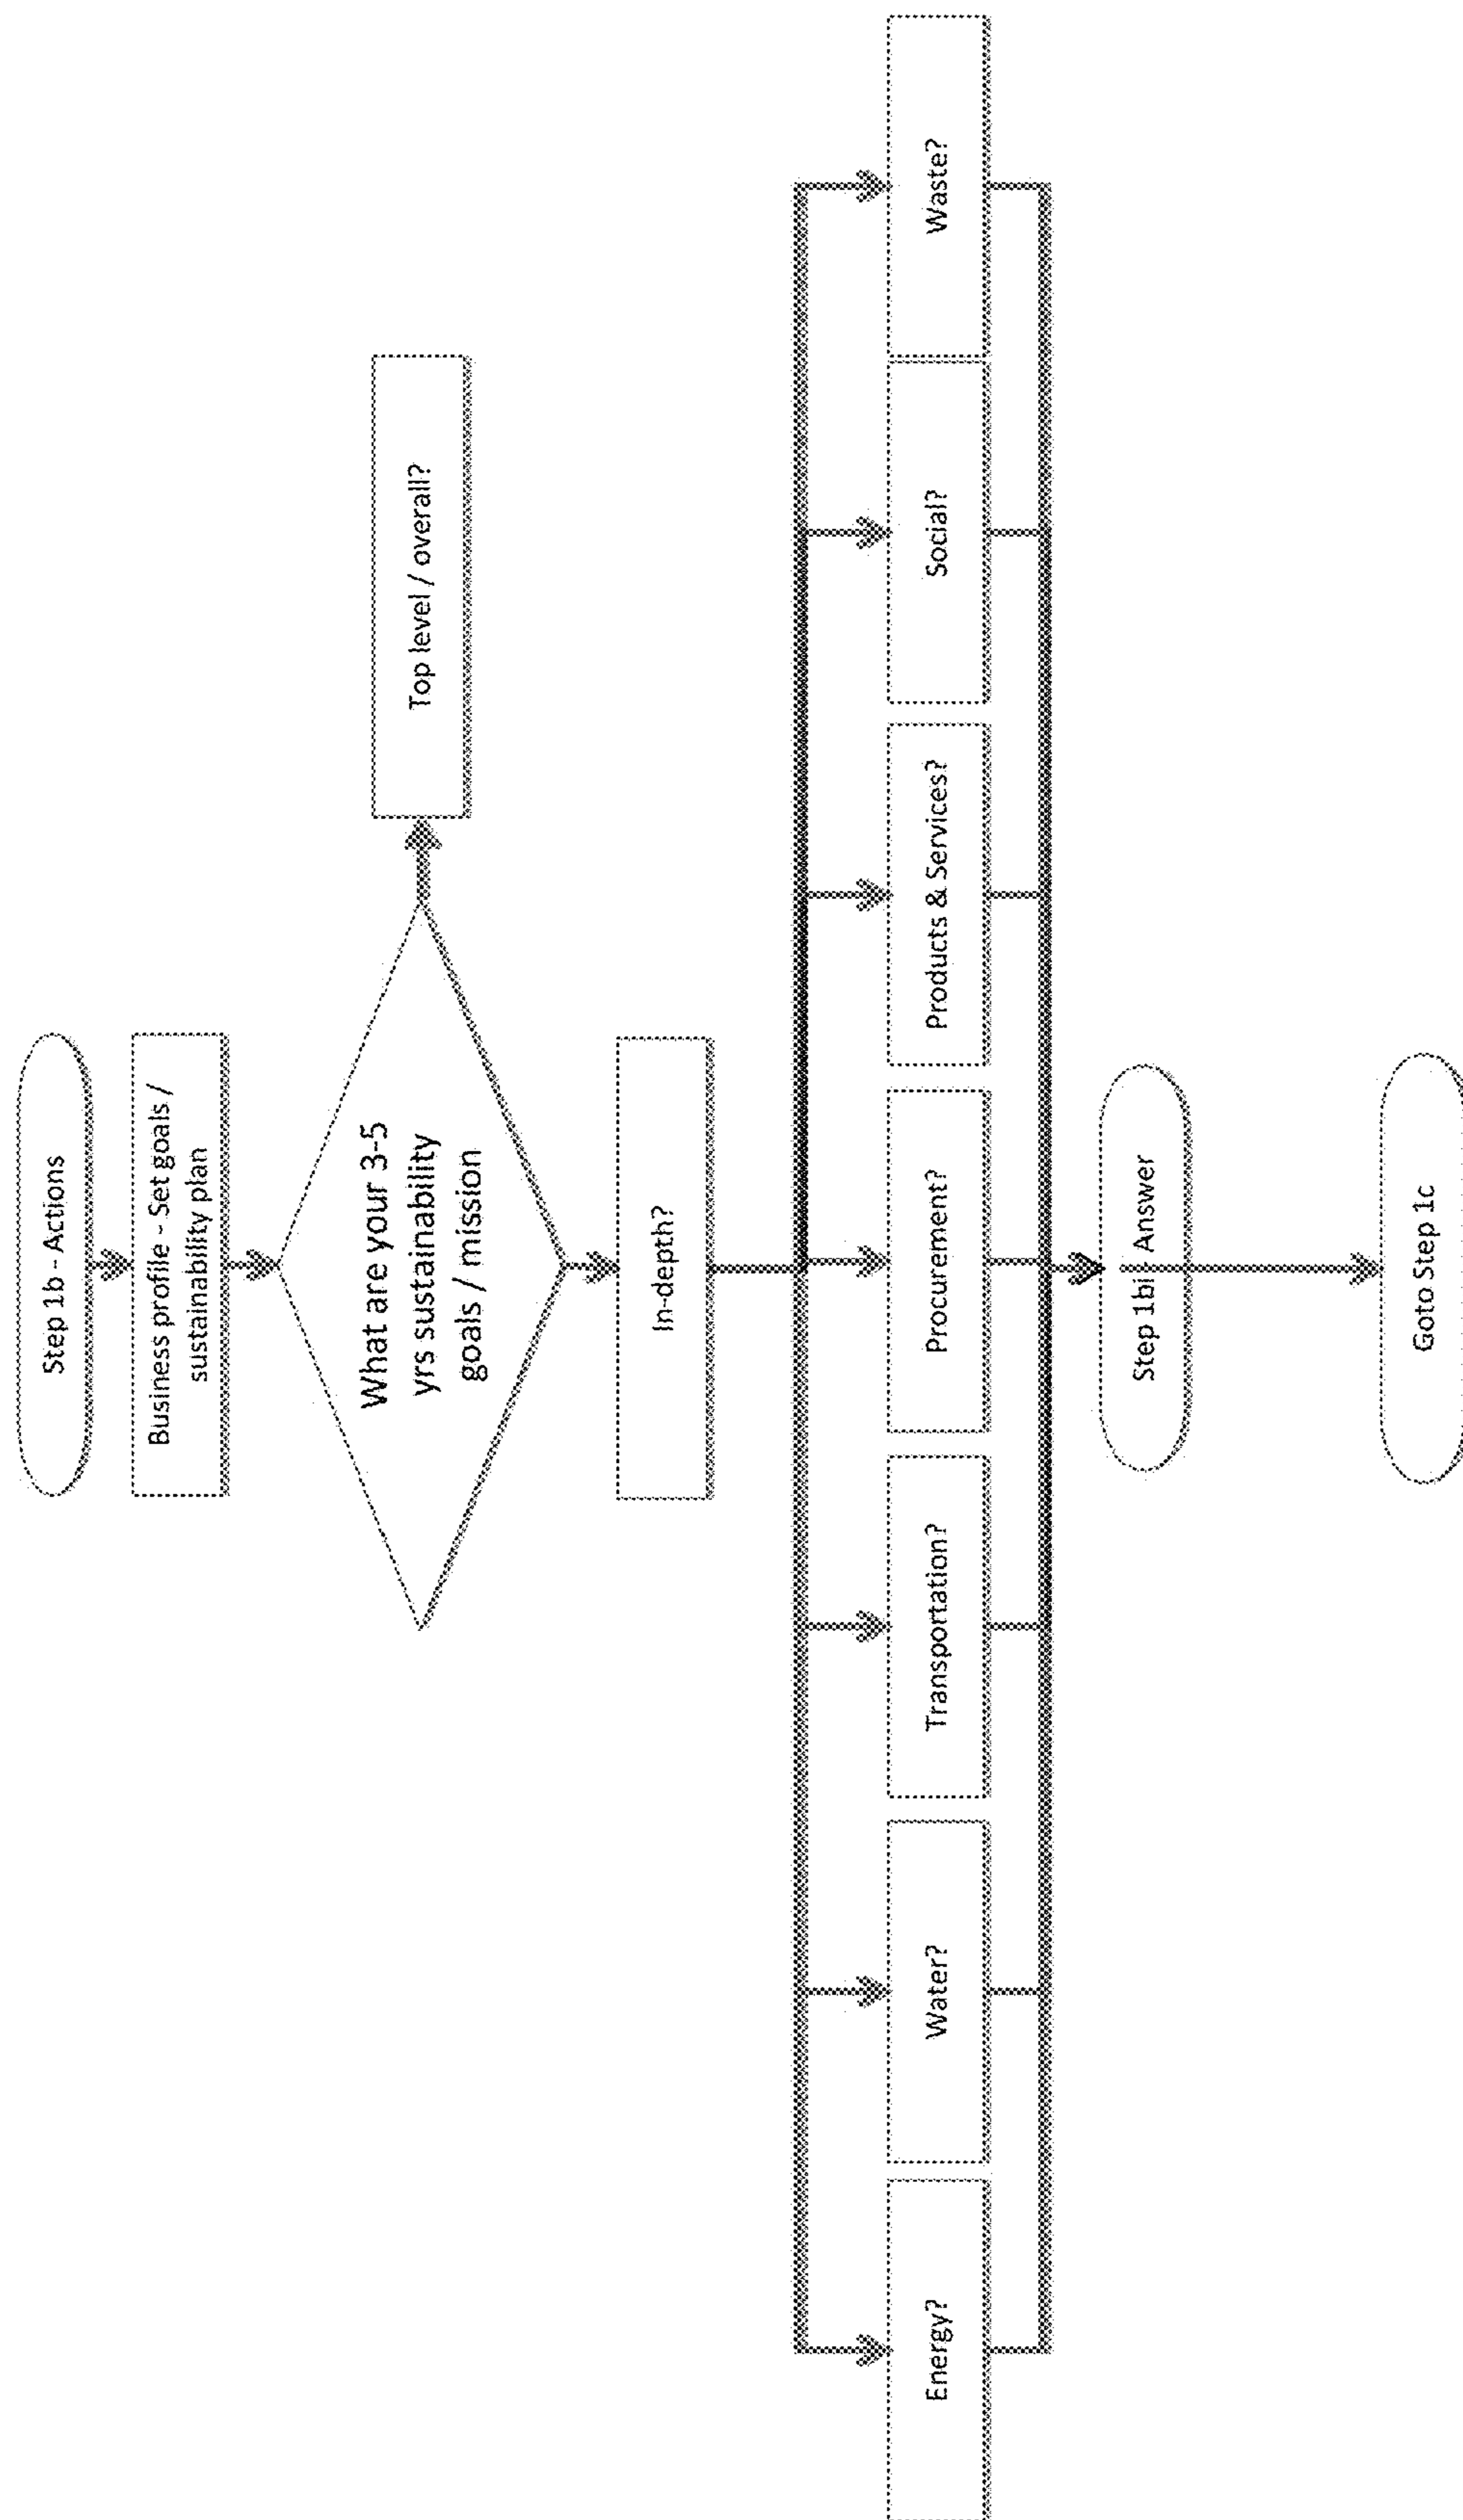 Step 1b - Actions
Business profile - Set goals /
sustainability plan
What are your 3-5
yrs sustainability
goals / mission
Top level / overall?
In-depth?
Energy?
Water?
Transportation?
Procurement?
Products & Services?
Social?
Waste?
Step 1bi - Answer
Goto Step 1c